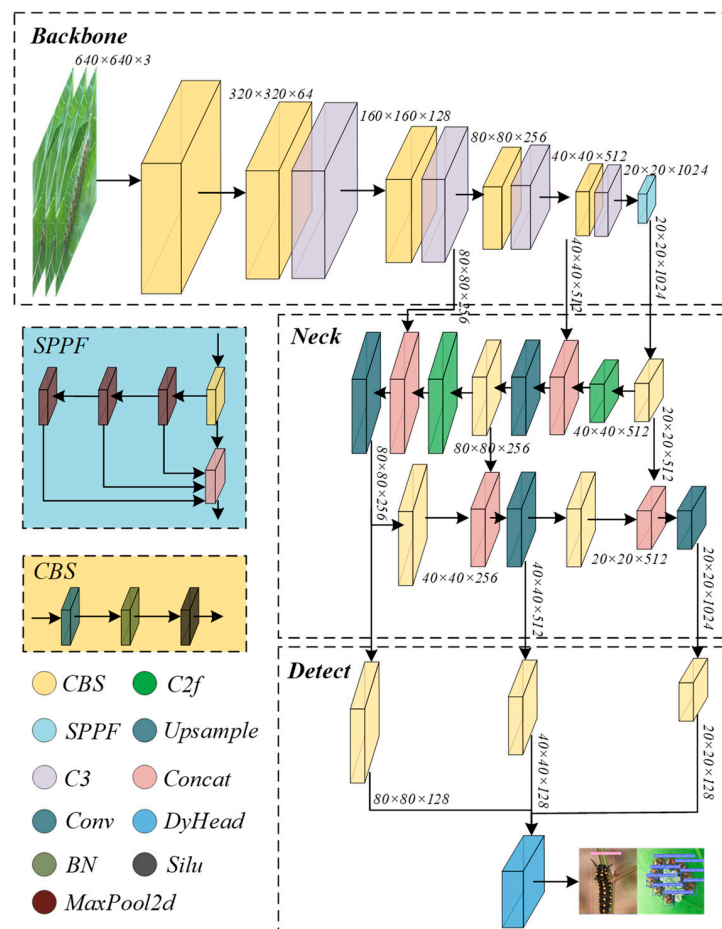 Backbone
640×640×3
320×320×64
160×160×128
80×80×256
40×40×512
20×20×1024
80×80×256
40×40×512
20×20×1024
SPPF
Neck
40×40×512
20×20×512
80×80×256
80×80×256
40×40×256
20×20×512
40×40×512
20×20×1024
CBS
Detect
CBS
C2f
SPPF
Upsample
C3
Concat
Conv
DyHead
BN
Silu
MaxPool2d
80×80×128
40×40×128
20×20×128